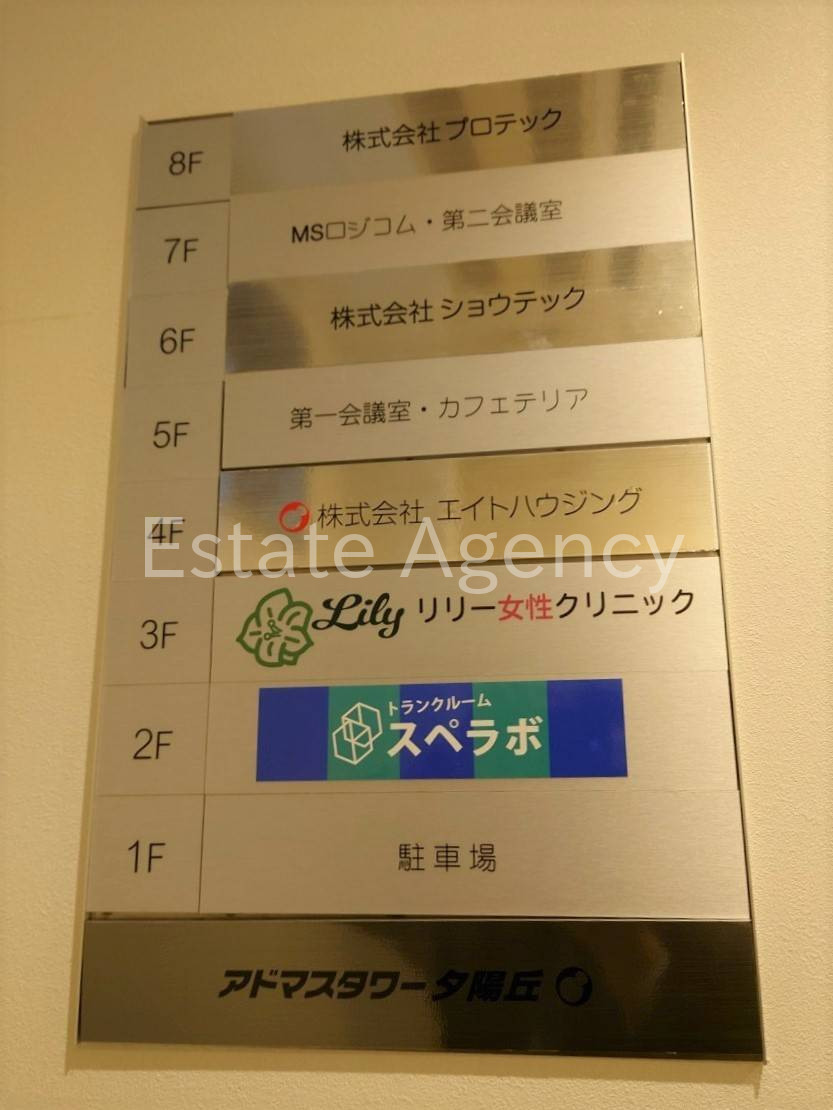 8F 株式会社 プロテック
7F MSロジコム・第二会議室
6F 株式会社 ショウテック
5F 第一会議室・カフェテリア
4F 株式会社 エイトハウジング
Estate Agency
3F Lily リリー女性クリニック
トランクルーム
2F スペラボ
1F 駐車場
アドマスタワー夕陽丘